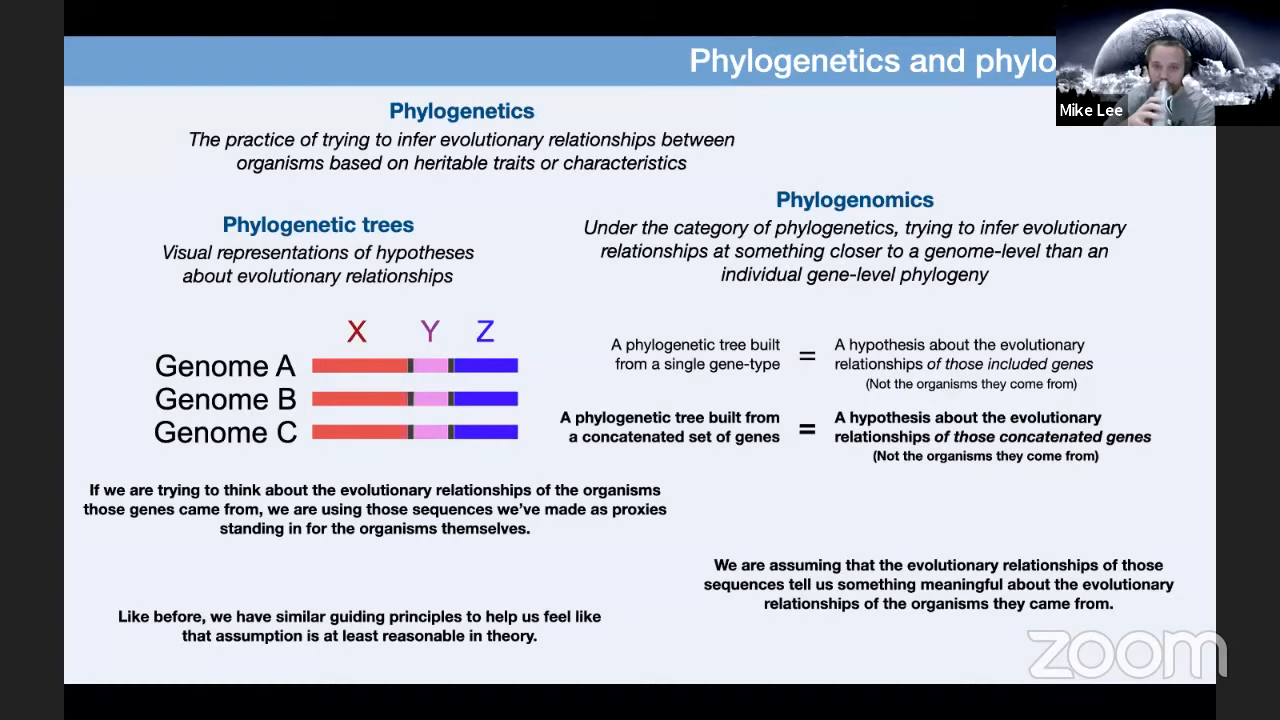 Phylogenetics and phylo
Mike Lee
Phylogenetics
The practice of trying to infer evolutionary relationships between
organisms based on heritable traits or characteristics
Phylogenetic trees
Visual representations of hypotheses
about evolutionary relationships
Phylogenomics
Under the category of phylogenetics, trying to infer evolutionary
relationships at something closer to a genome-level than an
individual gene-level phylogeny
X Y Z
Genome A
Genome B
Genome C
A phylogenetic tree built
from a single gene-type
=
A hypothesis about the evolutionary
relationships of those included genes
(Not the organisms they come from)
A phylogenetic tree built from
a concatenated set of genes
=
A hypothesis about the evolutionary
relationships of those concatenated genes
(Not the organisms they come from)
If we are trying to think about the evolutionary relationships of the organisms
those genes came from, we are using those sequences we've made as proxies
standing in for the organisms themselves.
We are assuming that the evolutionary relationships of those
sequences tell us something meaningful about the evolutionary
relationships of the organisms they came from.
Like before, we have similar guiding principles to help us feel like
that assumption is at least reasonable in theory.
zoom